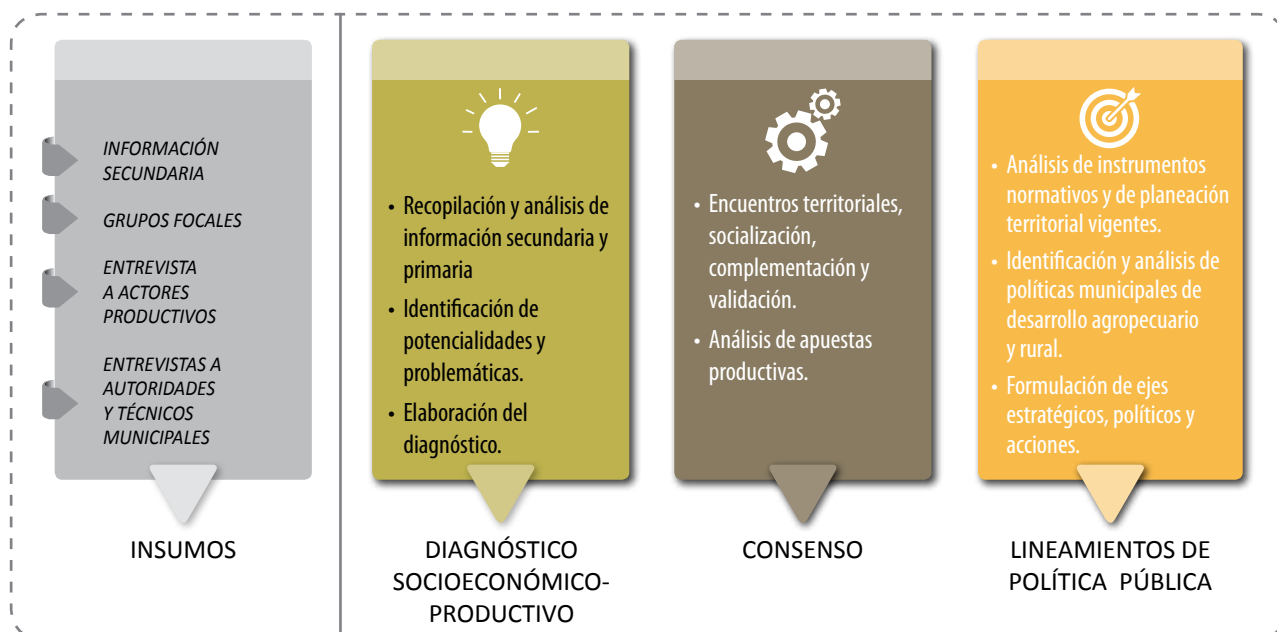 INFORMACIÓN
SECUNDARIA
GRUPOS FOCALES
ENTREVISTA
A ACTORES
PRODUCTIVOS
ENTREVISTAS A
AUTORIDADES
Y TÉCNICOS
MUNICIPALES
INSUMOS
• Recopilación y análisis de
información secundaria y
primaria
• Identificación de
potencialidades y
problemáticas.
• Elaboración del
diagnóstico.
DIAGNÓSTICO
SOCIOECONÓMICO-
PRODUCTIVO
• Encuentros territoriales,
socialización,
complementación y
validación.
• Análisis de apuestas
productivas.
CONSENSO
• Análisis de instrumentos
normativos y de planeación
territorial vigentes.
• Identificación y análisis de
políticas municipales de
desarrollo agropecuario
y rural.
• Formulación de ejes
estratégicos, políticos y
acciones.
LINEAMIENTOS DE
POLÍTICA PÚBLICA